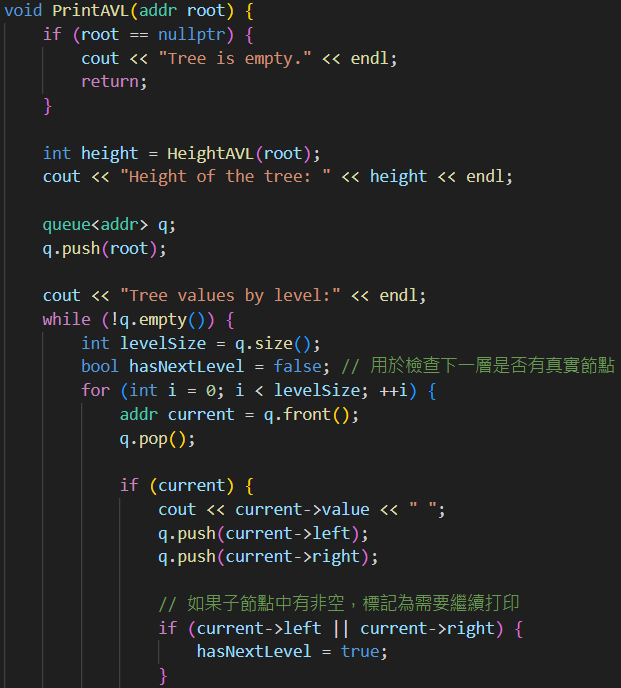 void PrintAVL(addr root) {
    if (root == nullptr) {
        cout << "Tree is empty." << endl;
        return;
    }

    int height = HeightAVL(root);
    cout << "Height of the tree: " << height << endl;

    queue<addr> q;
    q.push(root);

    cout << "Tree values by level:" << endl;
    while (!q.empty()) {
        int levelSize = q.size();
        bool hasNextLevel = false; // 用於檢查下一層是否有真實節點
        for (int i = 0; i < levelSize; ++i) {
            addr current = q.front();
            q.pop();

            if (current) {
                cout << current->value << " ";
                q.push(current->left);
                q.push(current->right);

                // 如果子節點中有非空，標記為需要繼續打印
                if (current->left || current->right) {
                    hasNextLevel = true;
                }